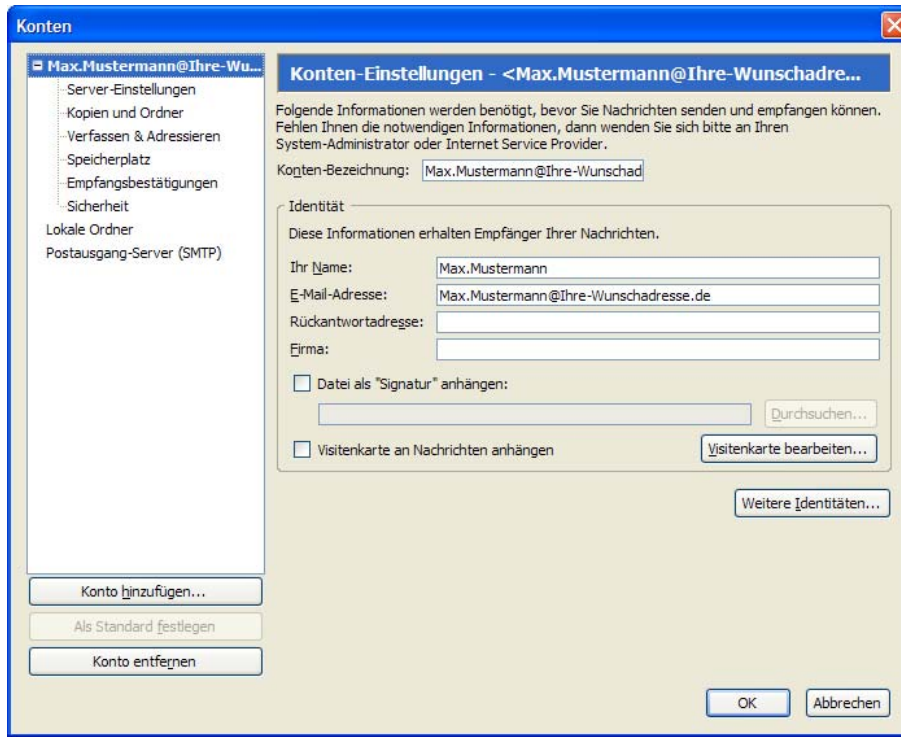 Konten
Max.Mustermann@Ihre-Wu...
Server-Einstellungen
Kopien und Ordner
Verfassen & Adressieren
Speicherplatz
Empfangsbestätigungen
Sicherheit
Lokale Ordner
Postausgang-Server (SMTP)
Konto hinzufügen...
Als Standard festlegen
Konto entfernen
Konten-Einstellungen - <Max.Mustermann@Ihre-Wunschadre...
Folgende Informationen werden benötigt, bevor Sie Nachrichten senden und empfangen können.
Fehlen Ihnen die notwendigen Informationen, dann wenden Sie sich bitte an Ihren
System-Administrator oder Internet Service Provider.
Konten-Bezeichnung: Max.Mustermann@Ihre-Wunschad
Identität
Diese Informationen erhalten Empfänger Ihrer Nachrichten.
Ihr Name: Max.Mustermann
E-Mail-Adresse: Max.Mustermann@Ihre-Wunschadresse.de
Rückantwortadresse:
Firma:
Datei als "Signatur" anhängen:
Durchsuchen...
Visitenkarte an Nachrichten anhängen Visitenkarte bearbeiten...
Weitere Identitäten...
OK Abbrechen